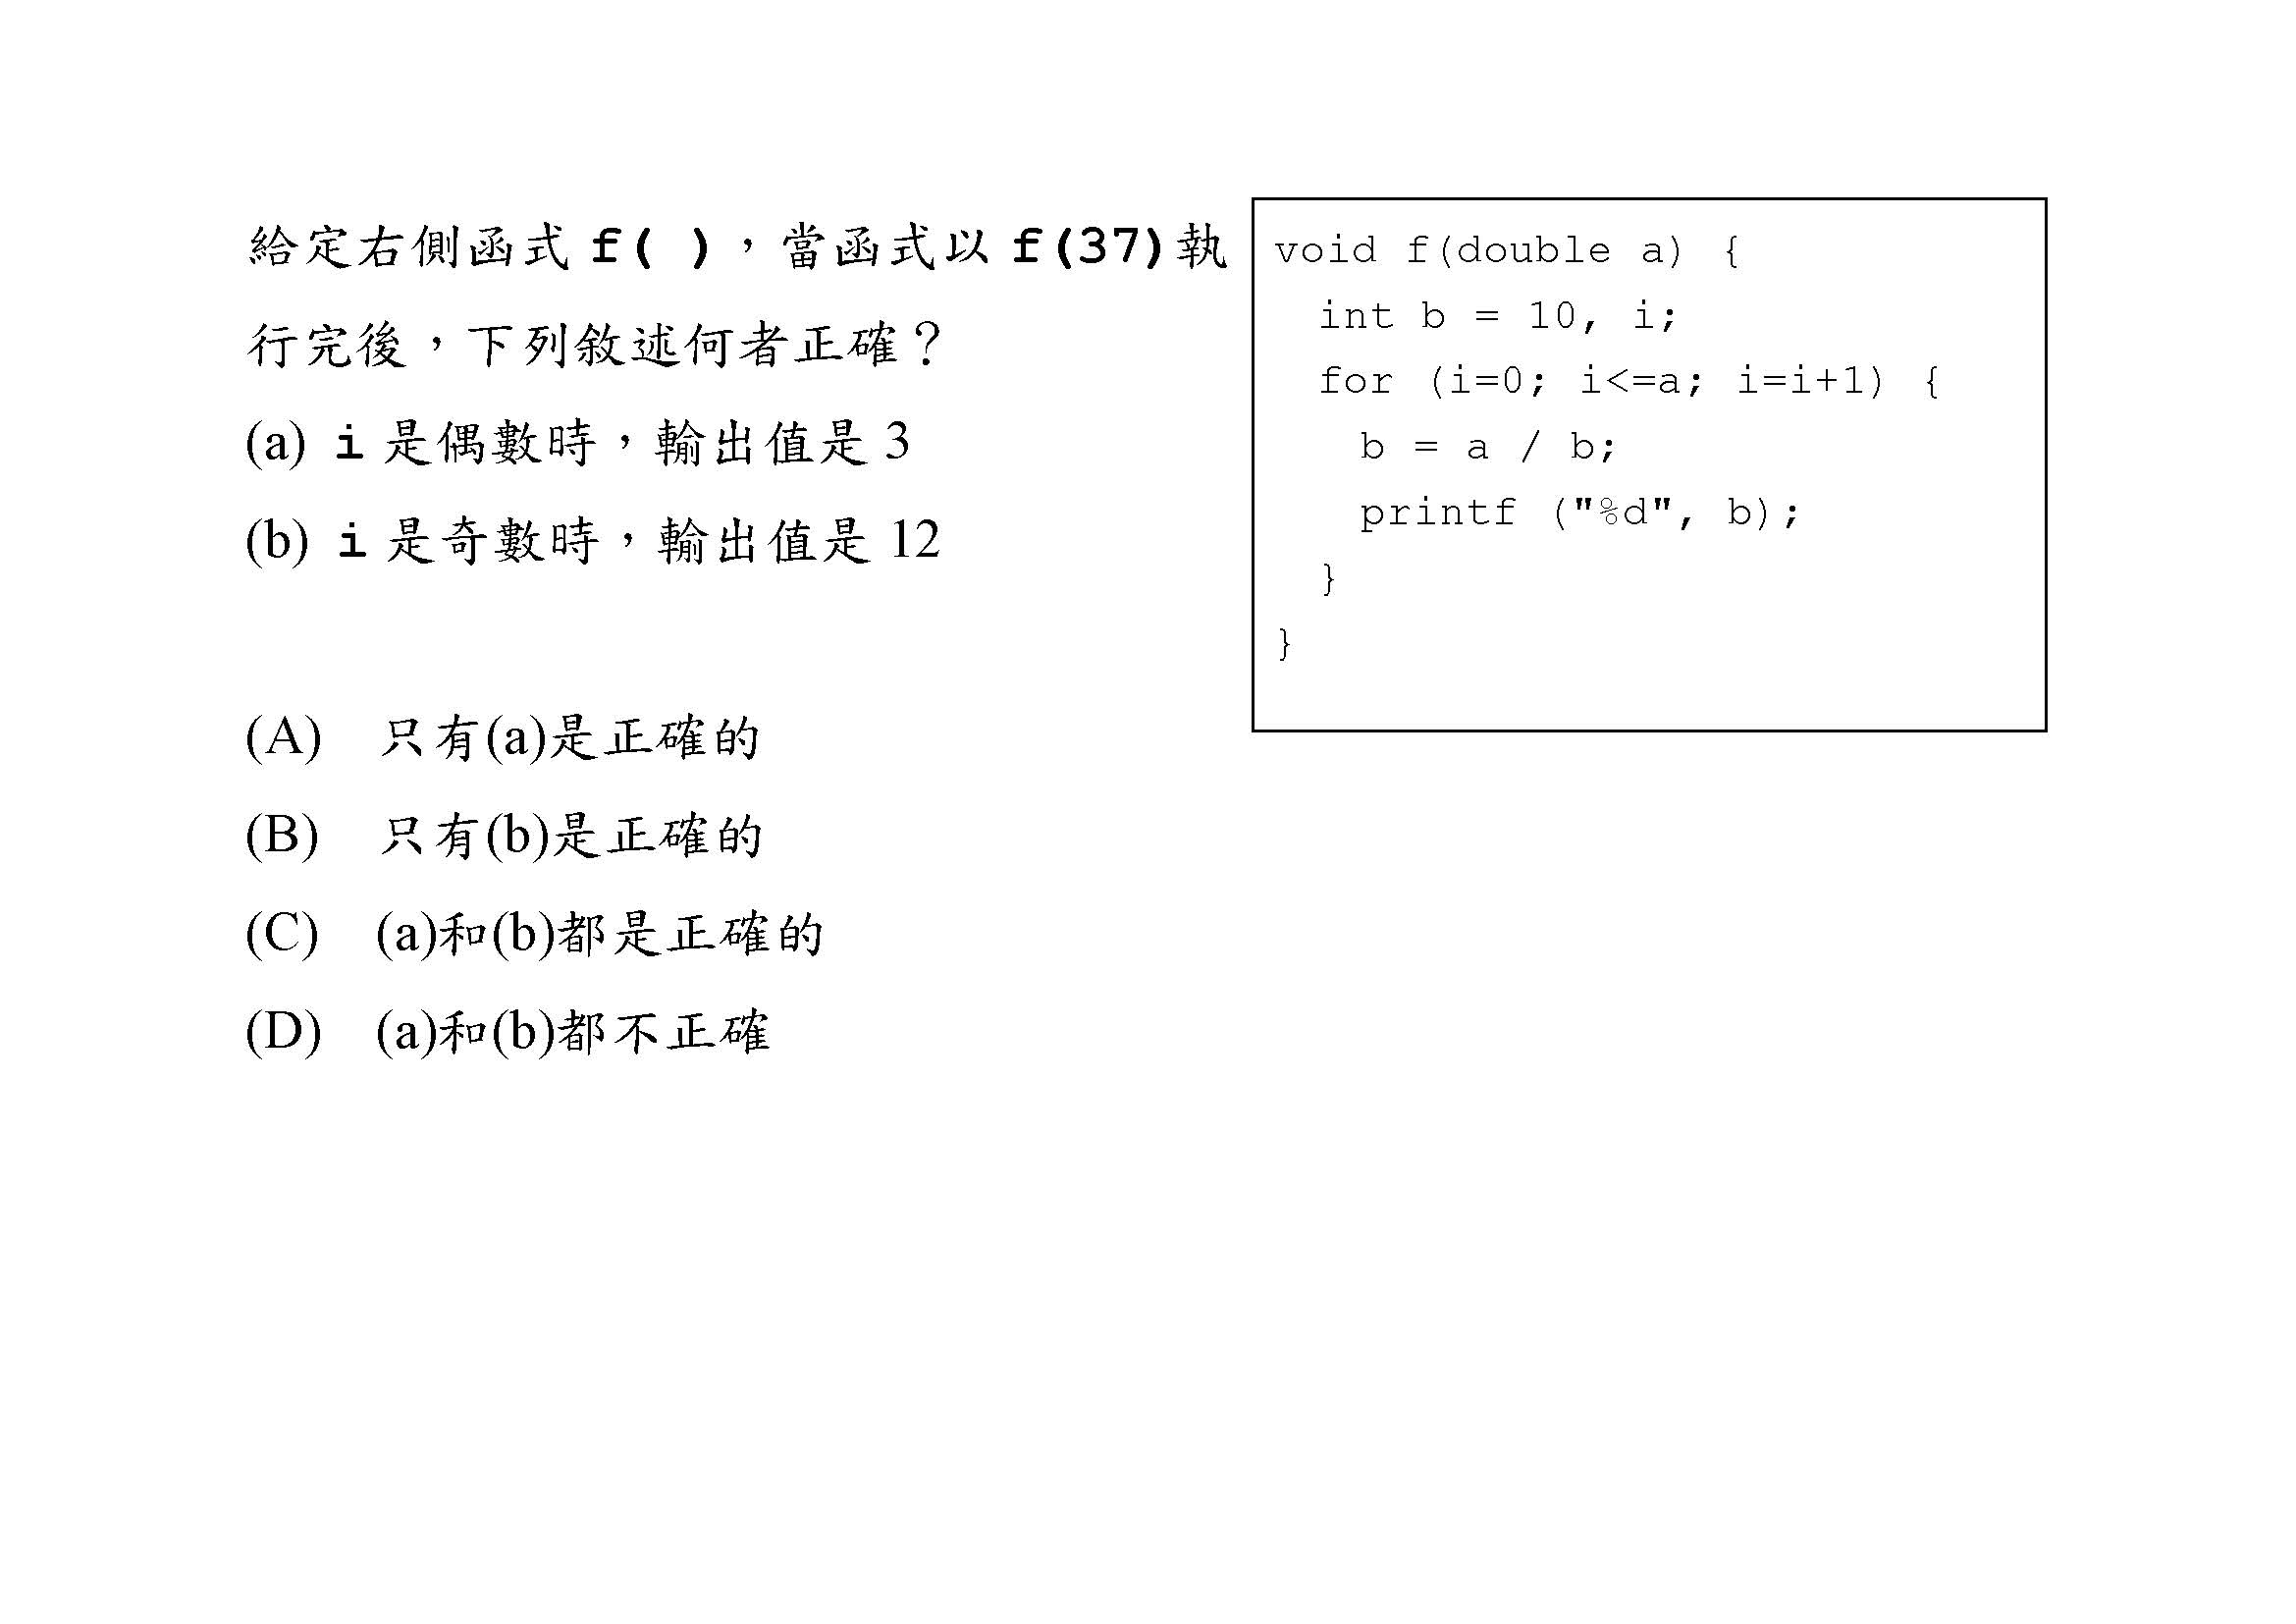 給定右側函式 f( )，當函式以 f(37)執
行完後，下列敘述何者正確？
(a) i 是偶數時，輸出值是 3
(b) i 是奇數時，輸出值是 12
(A) 只有(a)是正確的
(B) 只有(b)是正確的
(C) (a)和(b)都是正確的
(D) (a)和(b)都不正確
void f(double a) {
int b = 10, i;
for (i=0; i<=a; i=i+1) {
b = a / b;
printf ("%d", b);
}
}